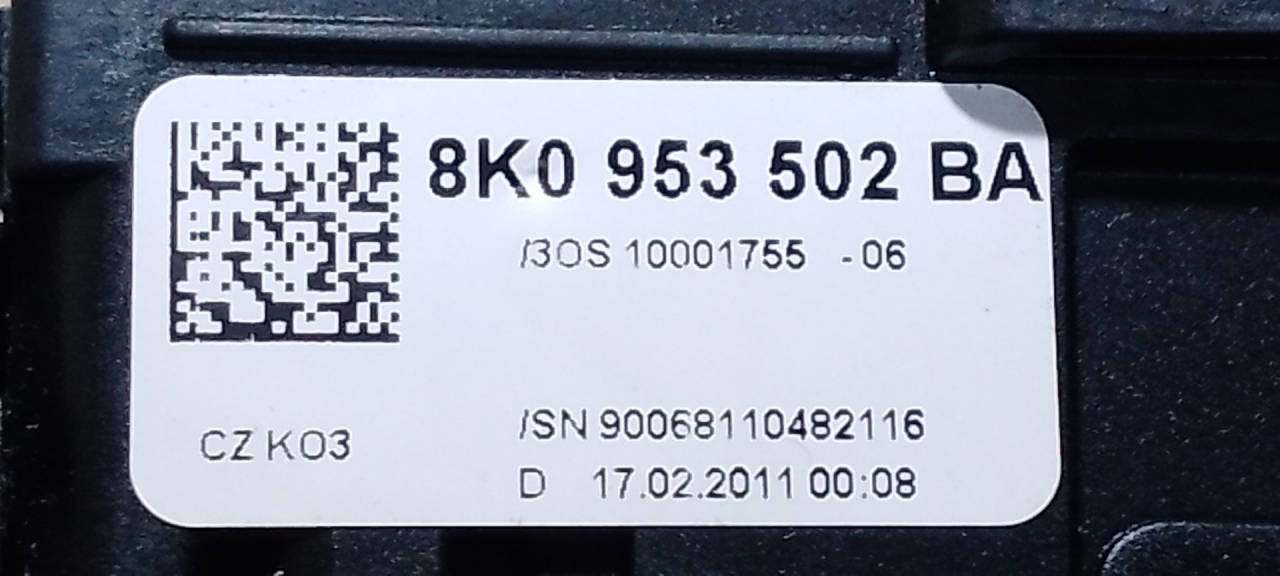 8K0 953 502 BA
/3OS 10001755 -06
/SN 90068110482116
CZ K03
D 17.02.2011 00:08